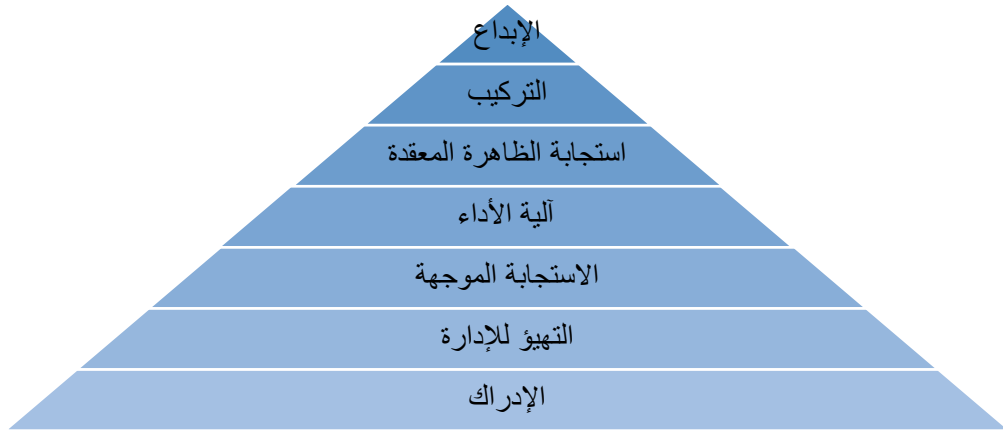 الإبداع
التركيب
استجابة الظاهرة المعقدة
آلية الأداء
الاستجابة الموجهة
التهيؤ للإدارة
الإدراك